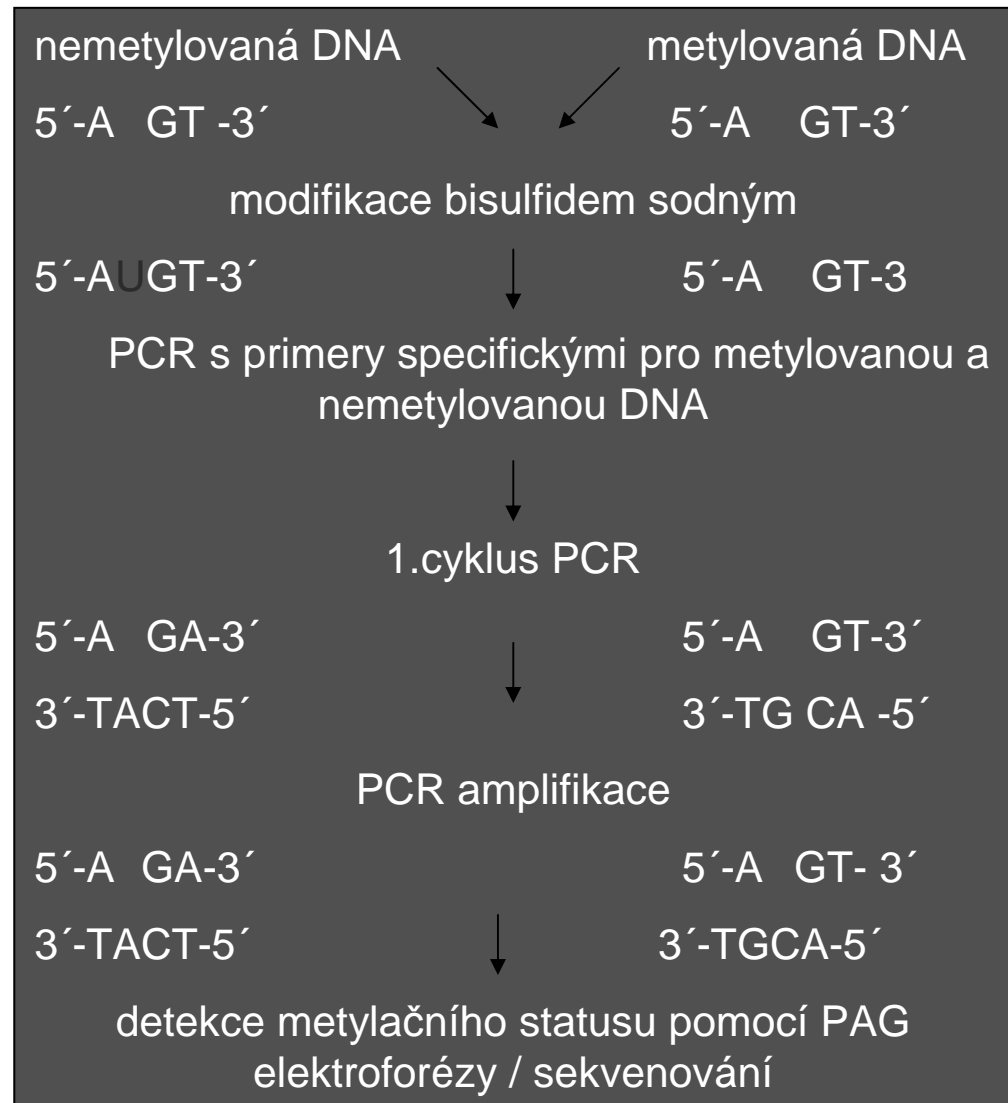 nemetylovaná DNA metylovaná DNA
5´-A GT -3´ 5´-A GT-3´
modifikace bisulfidem sodným
5´-AUGT-3´ 5´-A GT-3
PCR s primery specifickými pro metylovanou a
nemetylovanou DNA
1.cyklus PCR
5´-A GA-3´ 5´-A GT-3´
3´-TACT-5´ 3´-TG CA -5´
PCR amplifikace
5´-A GA-3´ 5´-A GT- 3´
3´-TACT-5´ 3´-TGCA-5´
detekce metylačního statusu pomocí PAG
elektroforézy / sekvenování